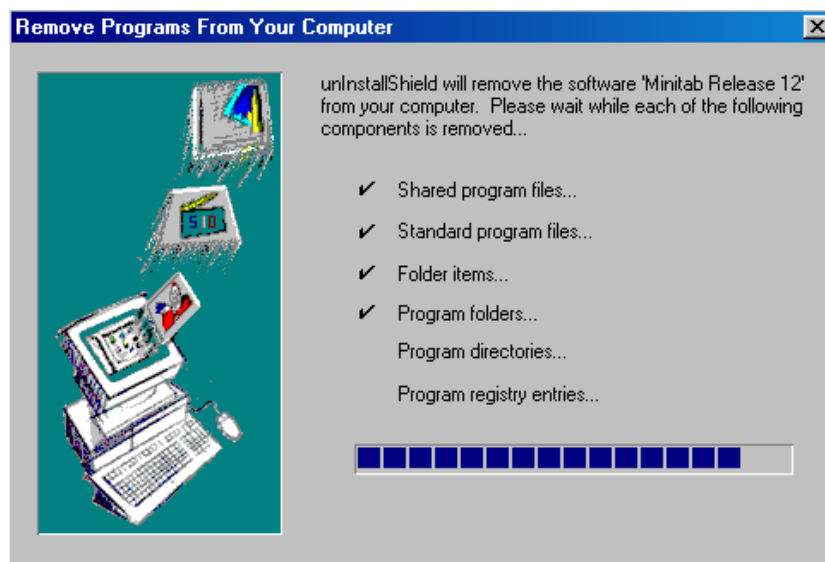 Remove Programs From Your Computer
unInstallShield will remove the software 'Minitab Release 12'
from your computer. Please wait while each of the following
components is removed...
✔ Shared program files...
✔ Standard program files...
✔ Folder items...
✔ Program folders...
Program directories...
Program registry entries...